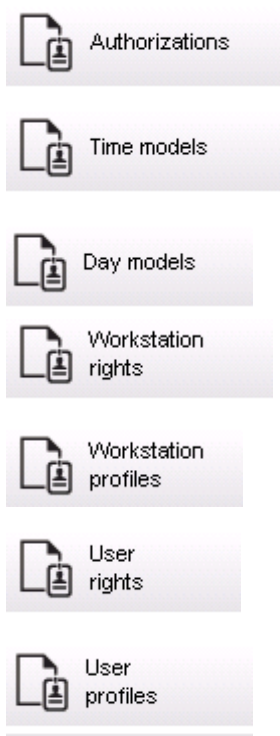 Authorizations
Time models
Day models
Workstation
rights
Workstation
profiles
User
rights
User
profiles